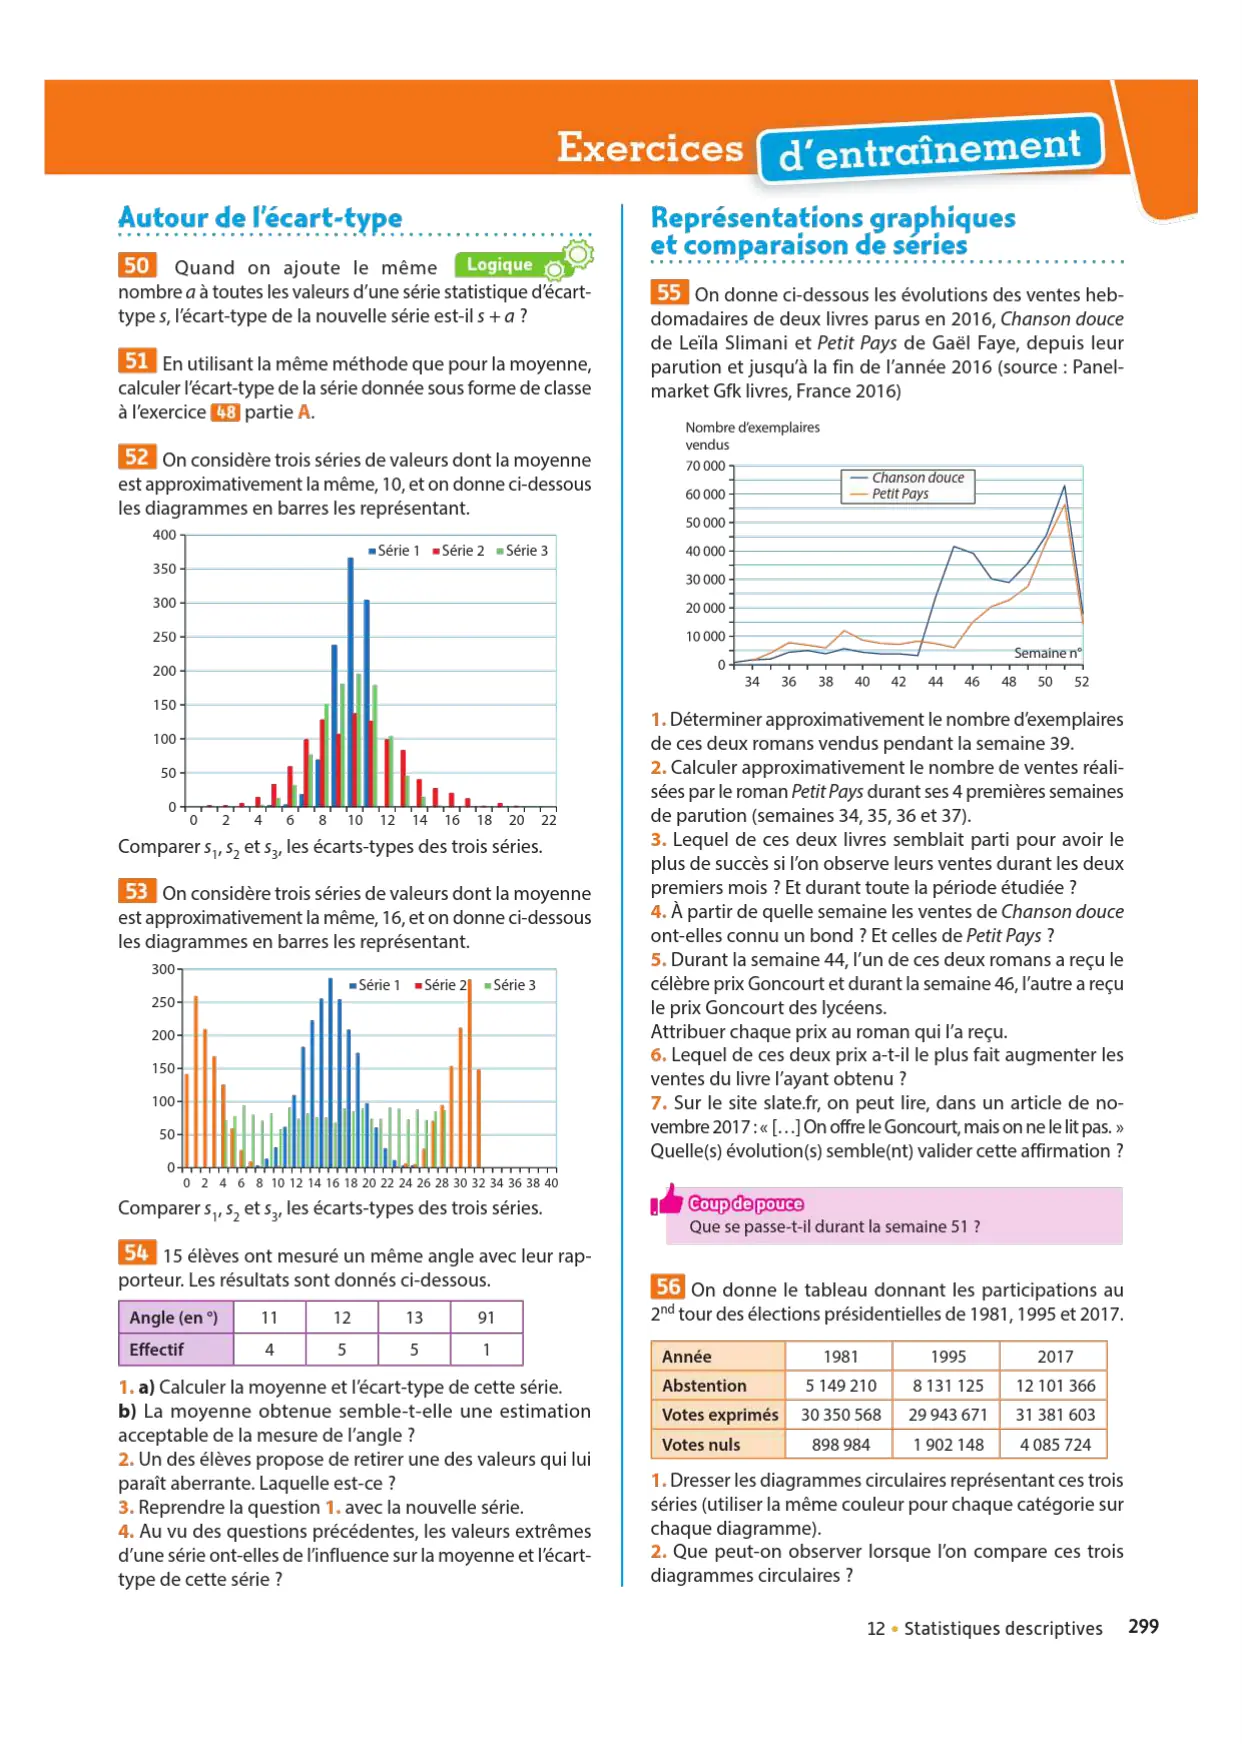 Exercices d'entraînement
Autour de l'écart-type
50 Quand on ajoute le même Logique
nombre a à toutes les valeurs d'une série statistique d'écart-
type s, l'écart-type de la nouvelle série est-il s + a ?
51 En utilisant la même méthode que pour la moyenne,
calculer l'écart-type de la série donnée sous forme de classe
à l'exercice 48 partie A.
52 On considère trois séries de valeurs dont la moyenne
est approximativement la même, 10, et on donne ci-dessous
les diagrammes en barres les représentant.
400
350
300
250
200
150
100
50
0
Série 1 Série 2 Série 3
0 2 4 6 8 10 12 14 16 18 20 22
Comparer s1, s2 et s3, les écarts-types des trois séries.
53 On considère trois séries de valeurs dont la moyenne
est approximativement la même, 16, et on donne ci-dessous
les diagrammes en barres les représentant.
300
250
200
150
100
50
0
Série 1 Série 2 Série 3
0 2 4 6 8 10 12 14 16 18 20 22 24 26 28 30 32 34 36 38 40
Comparer s1, s2 et s3, les écarts-types des trois séries.
54 15 élèves ont mesuré un même angle avec leur rap-
porteur. Les résultats sont donnés ci-dessous.
Angle (en °) 11 12 13 91
Effectif 4 5 5 1
1. a) Calculer la moyenne et l'écart-type de cette série.
b) La moyenne obtenue semble-t-elle une estimation
acceptable de la mesure de l'angle ?
2. Un des élèves propose de retirer une des valeurs qui lui
paraît aberrante. Laquelle est-ce ?
3. Reprendre la question 1. avec la nouvelle série.
4. Au vu des questions précédentes, les valeurs extrêmes
d'une série ont-elles de l'influence sur la moyenne et l'écart-
type de cette série ?
Représentations graphiques
et comparaison de séries
55 On donne ci-dessous les évolutions des ventes heb-
domadaires de deux livres parus en 2016, Chanson douce
de Leïla Slimani et Petit Pays de Gaël Faye, depuis leur
parution et jusqu'à la fin de l'année 2016 (source : Panel-
market Gfk livres, France 2016)
Nombre d'exemplaires
vendus
70 000
60 000
50 000
40 000
30 000
20 000
10 000
0
Chanson douce
Petit Pays
Semaine n°
34 36 38 40 42 44 46 48 50 52
1. Déterminer approximativement le nombre d'exemplaires
de ces deux romans vendus pendant la semaine 39.
2. Calculer approximativement le nombre de ventes réali-
sées par le roman Petit Pays durant ses 4 premières semaines
de parution (semaines 34, 35, 36 et 37).
3. Lequel de ces deux livres semblait parti pour avoir le
plus de succès si l'on observe leurs ventes durant les deux
premiers mois ? Et durant toute la période étudiée ?
4. À partir de quelle semaine les ventes de Chanson douce
ont-elles connu un bond ? Et celles de Petit Pays ?
5. Durant la semaine 44, l'un de ces deux romans a reçu le
célèbre prix Goncourt et durant la semaine 46, l'autre a reçu
le prix Goncourt des lycéens.
Attribuer chaque prix au roman qui l'a reçu.
6. Lequel de ces deux prix a-t-il le plus fait augmenter les
ventes du livre l'ayant obtenu ?
7. Sur le site slate.fr, on peut lire, dans un article de no-
vembre 2017 : « […] On offre le Goncourt, mais on ne le lit pas. »
Quelle(s) évolution(s) semble(nt) valider cette affirmation ?
Coup de pouce
Que se passe-t-il durant la semaine 51 ?
56 On donne le tableau donnant les participations au
2nd tour des élections présidentielles de 1981, 1995 et 2017.
Année 1981 1995 2017
Abstention 5 149 210 8 131 125 12 101 366
Votes exprimés 30 350 568 29 943 671 31 381 603
Votes nuls 898 984 1 902 148 4 085 724
1. Dresser les diagrammes circulaires représentant ces trois
séries (utiliser la même couleur pour chaque catégorie sur
chaque diagramme).
2. Que peut-on observer lorsque l'on compare ces trois
diagrammes circulaires ?
12 • Statistiques descriptives 299